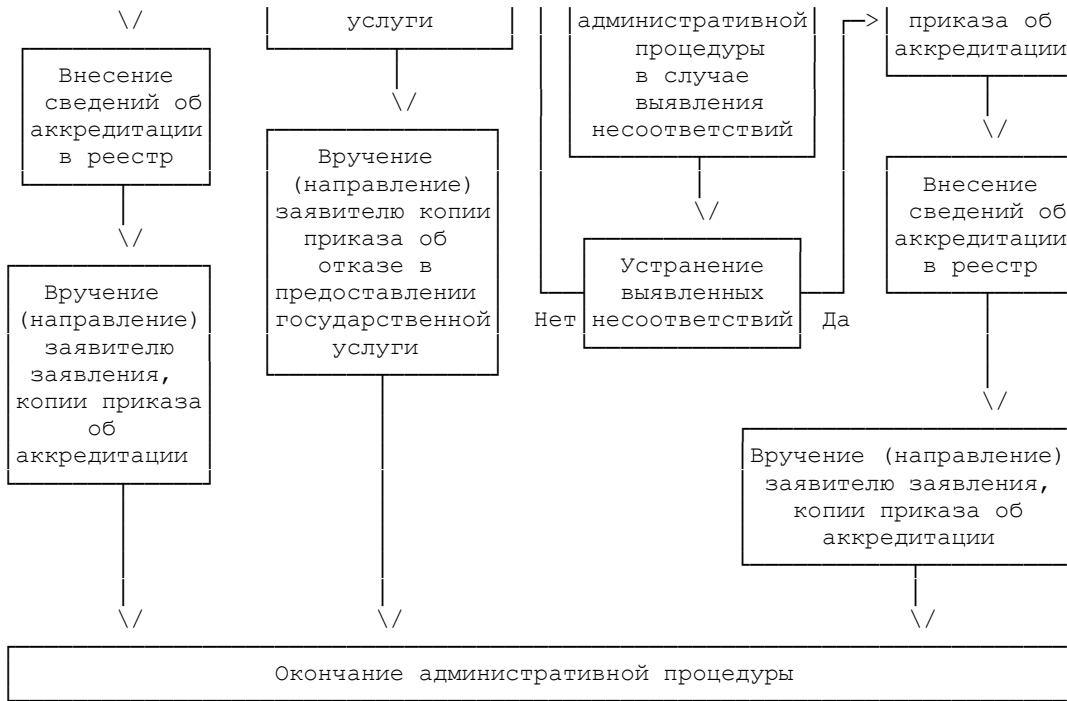 услуги
административной
процедуры
в случае
выявления
несоответствий
приказа об
аккредитации
Внесение
сведений об
аккредитации
в реестр
Вручение
(направление)
заявителю копии
приказа об
отказе в
предоставлении
государственной
услуги
Внесение
сведений об
аккредитации
в реестр
Вручение
(направление)
заявителю
заявления,
копии приказа
об
аккредитации
Нет
Устранение
выявленных
несоответствий
Да
Вручение (направление)
заявителю заявления,
копии приказа об
аккредитации
Окончание административной процедуры